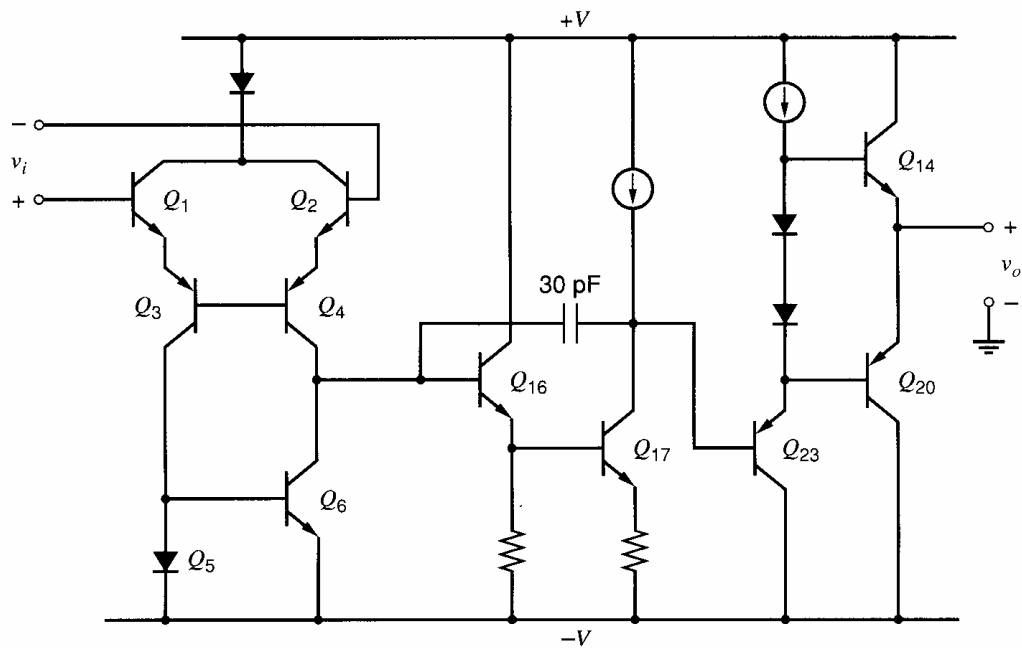 +V
−
v_i
+
Q_1
Q_2
Q_14
+
v_o
−
Q_3
Q_4
30 pF
Q_16
Q_20
Q_17
Q_23
Q_6
Q_5
−V